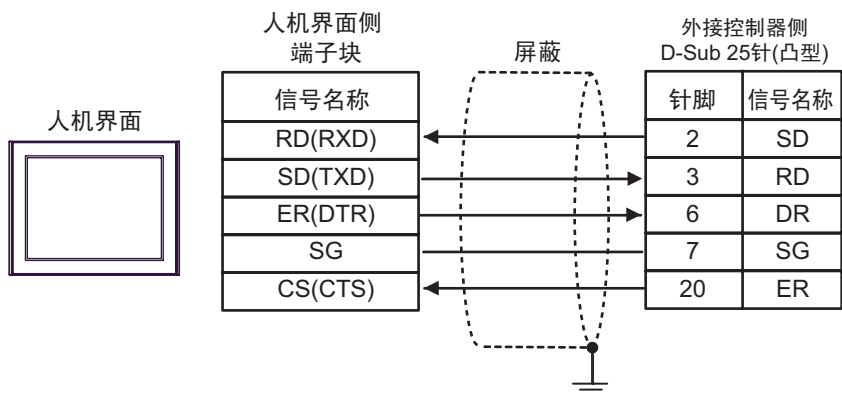 人机界面侧
端子块
屏蔽
外接控制器侧
D-Sub 25针(凸型)
人机界面
信号名称
针脚 信号名称
RD(RXD) 2 SD
SD(TXD) 3 RD
ER(DTR) 6 DR
SG 7 SG
CS(CTS) 20 ER